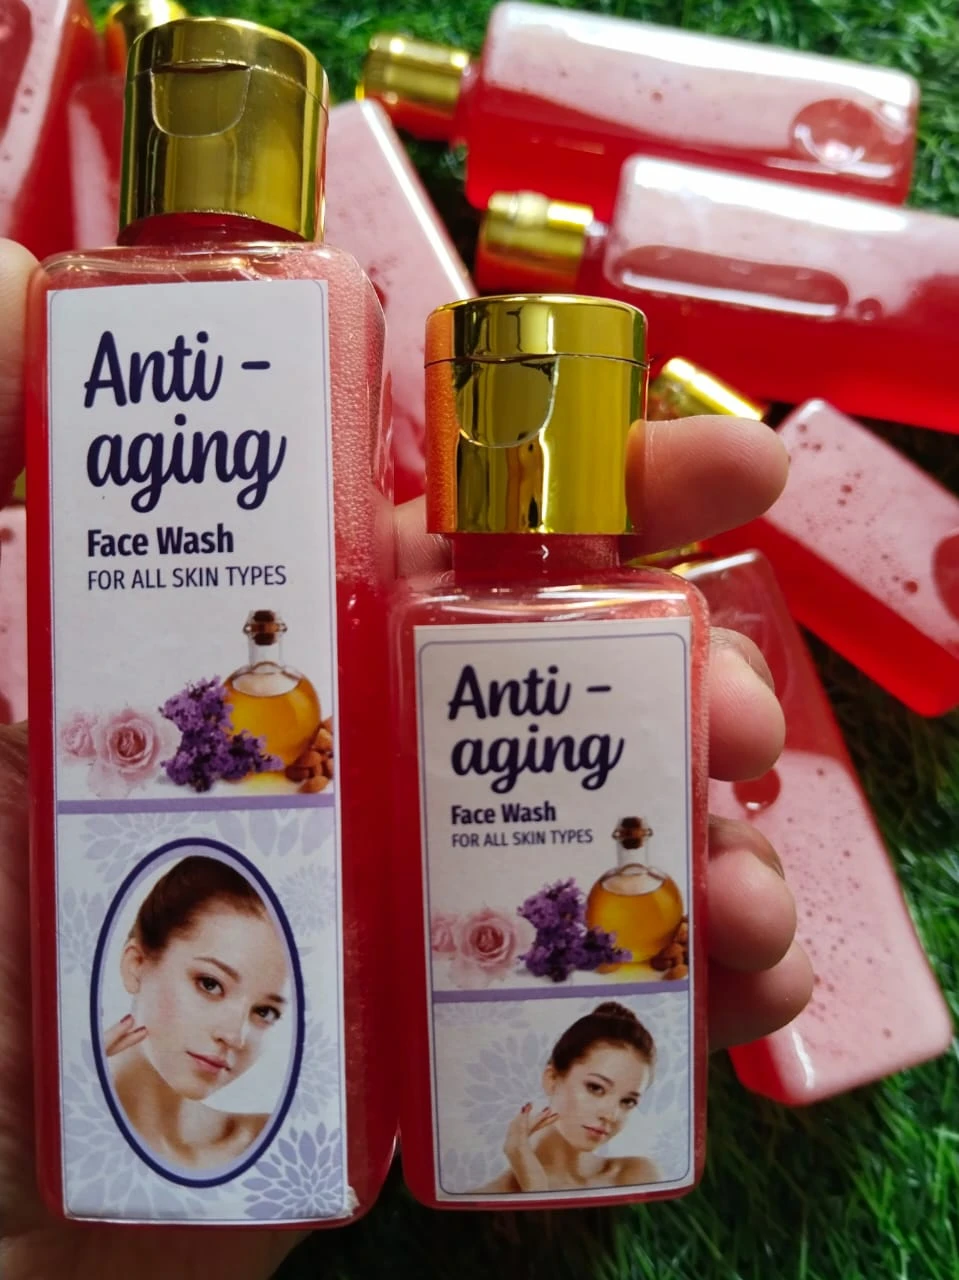 Anti -
aging
Face Wash
FOR ALL SKIN TYPES
Anti -
aging
Face Wash
FOR ALL SKIN TYPES